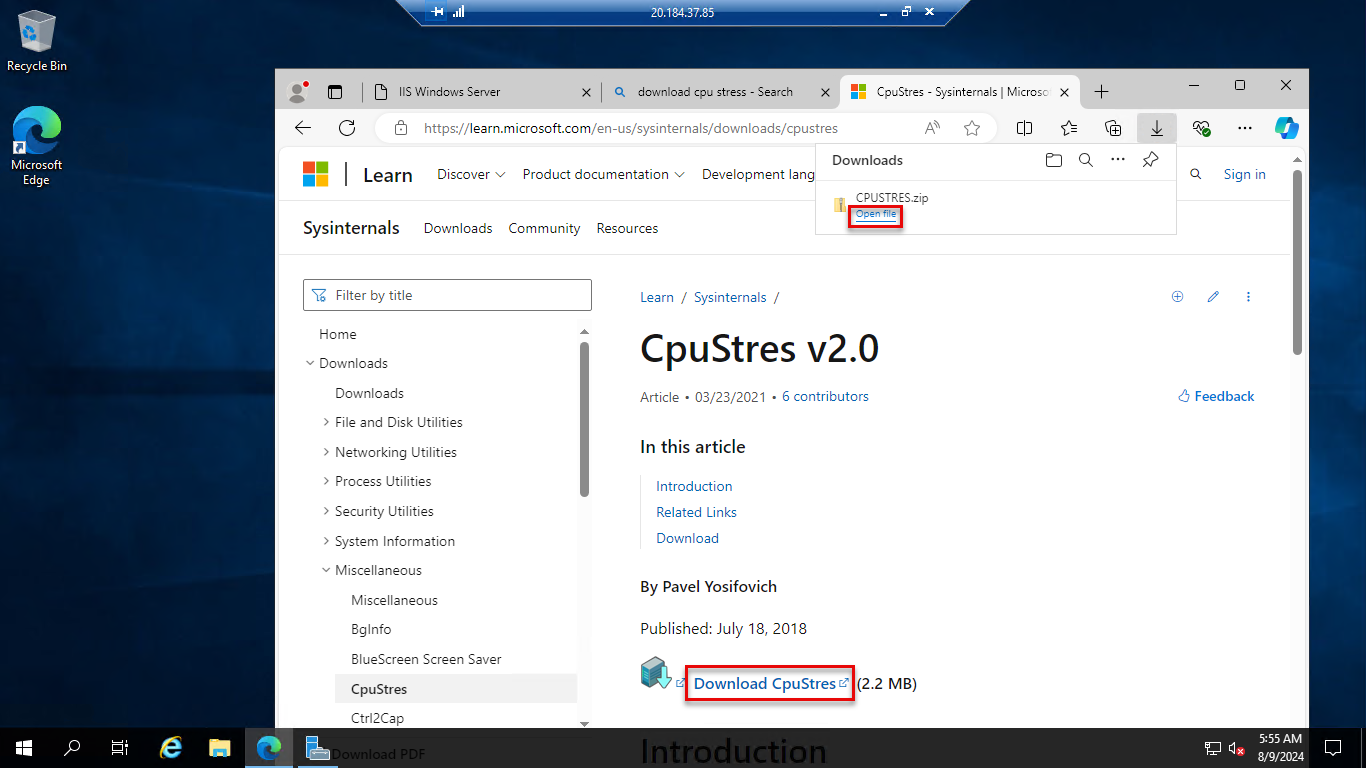 20.184.37.85
Recycle Bin
Microsoft
Edge
IIS Windows Server
download cpu stress - Search
CpuStres - Sysinternals | Microso
https://learn.microsoft.com/en-us/sysinternals/downloads/cpustres
Downloads
CPUSTRES.zip
Open file
Learn
Discover
Product documentation
Development lang
Sign in
Sysinternals
Downloads
Community
Resources
Filter by title
Home
Downloads
Downloads
File and Disk Utilities
Networking Utilities
Process Utilities
Security Utilities
System Information
Miscellaneous
Miscellaneous
BgInfo
BlueScreen Screen Saver
CpuStres
Ctrl2Cap
Download PDF
Learn / Sysinternals /
CpuStres v2.0
Article • 03/23/2021 • 6 contributors
Feedback
In this article
Introduction
Related Links
Download
By Pavel Yosifovich
Published: July 18, 2018
Download CpuStres (2.2 MB)
Introduction
5:55 AM
8/9/2024